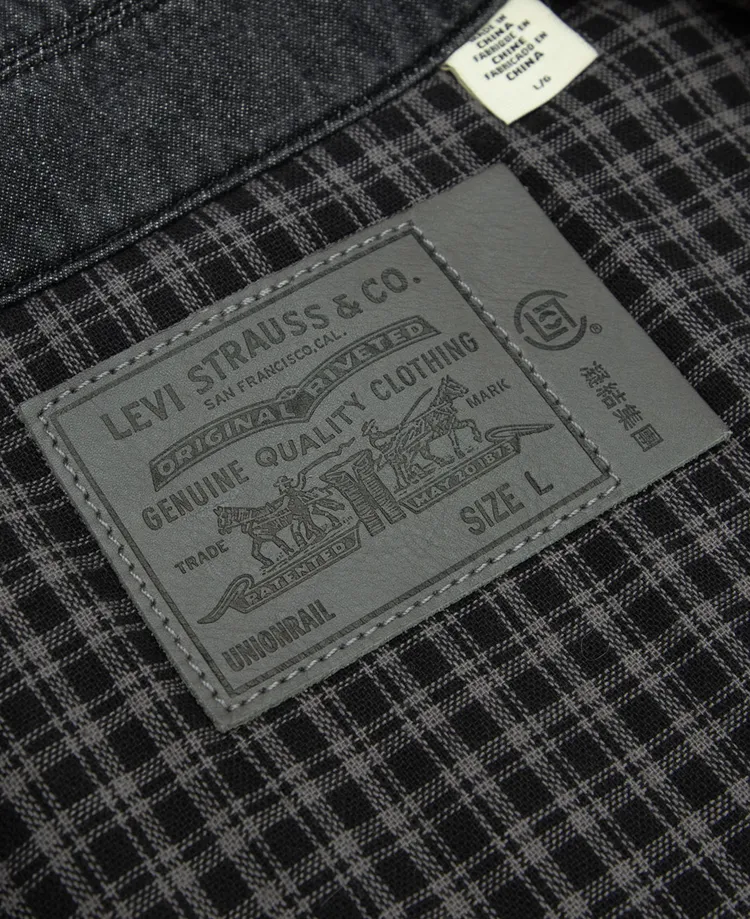 MADE IN
CHINA
FABRIQUE EN
CHINE
FABRICADO EN
CHINA
L/G
LEVI STRAUSS & CO.
SAN FRANCISCO, CAL.
ORIGINAL RIVETED
GENUINE QUALITY CLOTHING
TRADE MARK
PATENTED MAY 20 1873
SIZE L
UNIONRAIL
®
凝結集團